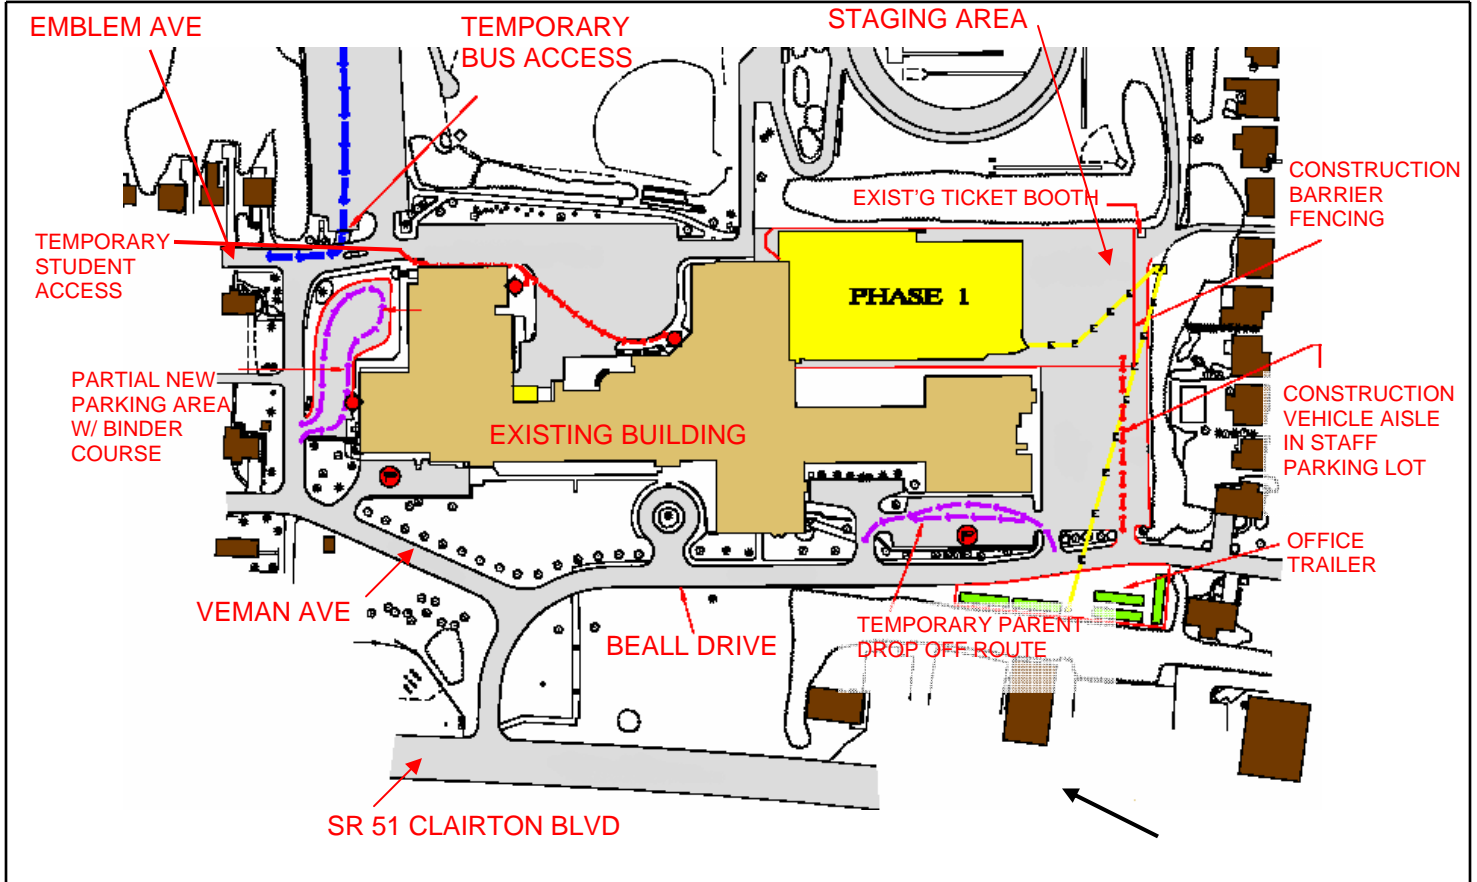 EMBLEM AVE
TEMPORARY
BUS ACCESS
STAGING AREA
CONSTRUCTION
BARRIER
FENCING
EXIST'G TICKET BOOTH
TEMPORARY
STUDENT
ACCESS
PHASE 1
PARTIAL NEW
PARKING AREA
W/ BINDER
COURSE
CONSTRUCTION
VEHICLE AISLE
IN STAFF
PARKING LOT
EXISTING BUILDING
OFFICE
TRAILER
VEMAN AVE
BEALL DRIVE
TEMPORARY PARENT
DROP OFF ROUTE
SR 51 CLAIRTON BLVD